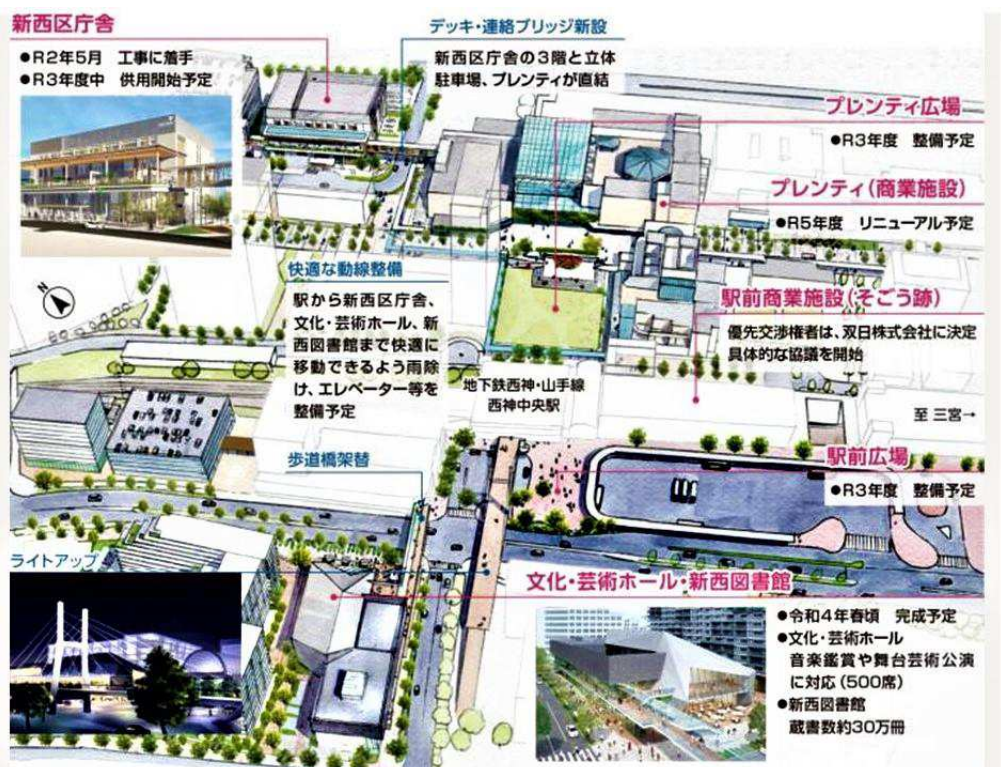 新西区庁舎
●R2年5月 工事に着手
●R3年度中 供用開始予定
デッキ・連絡ブリッジ新設
新西区庁舎の3階と立体
駐車場、プレンティが直結
プレンティ広場
●R3年度 整備予定
プレンティ(商業施設)
●R5年度 リニューアル予定
N
快適な動線整備
駅から新西区庁舎、
文化・芸術ホール、新
西図書館まで快適に
移動できるよう雨除
け、エレベーター等を
整備予定
駅前商業施設(そごう跡)
優先交渉権者は、双日株式会社に決定
具体的な協議を開始
地下鉄西神・山手線
西神中央駅
至 三宮→
歩道橋架替
駅前広場
●R3年度 整備予定
ライトアップ
文化・芸術ホール・新西図書館
●令和4年春頃 完成予定
●文化・芸術ホール
音楽鑑賞や舞台芸術公演
に対応(500席)
●新西図書館
蔵書数約30万冊